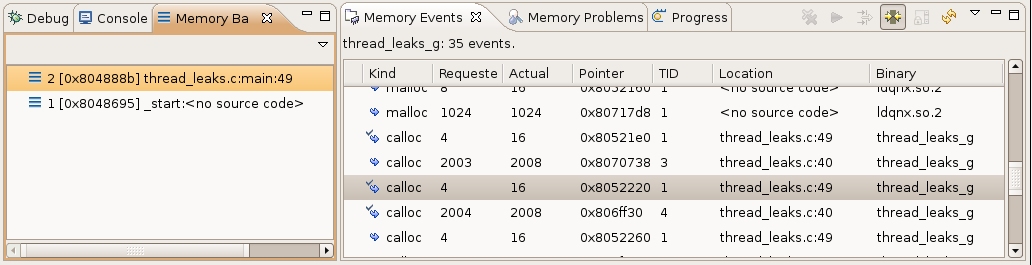 Debug Console Memory Ba
2 [0x804888b] thread_leaks.c:main:49
1 [0x8048695] _start:<no source code>
Memory Events Memory Problems Progress
thread_leaks_g: 35 events.
Kind Requeste Actual Pointer TID Location Binary
malloc 8 16 0x8052160 1 <no source code> ldqnx.so.2
malloc 1024 1024 0x80717d8 1 <no source code> ldqnx.so.2
calloc 4 16 0x80521e0 1 thread_leaks.c:49 thread_leaks_g
calloc 2003 2008 0x8070738 3 thread_leaks.c:40 thread_leaks_g
calloc 4 16 0x8052220 1 thread_leaks.c:49 thread_leaks_g
calloc 2004 2008 0x806ff30 4 thread_leaks.c:40 thread_leaks_g
calloc 4 16 0x8052260 1 thread_leaks.c:49 thread_leaks_g